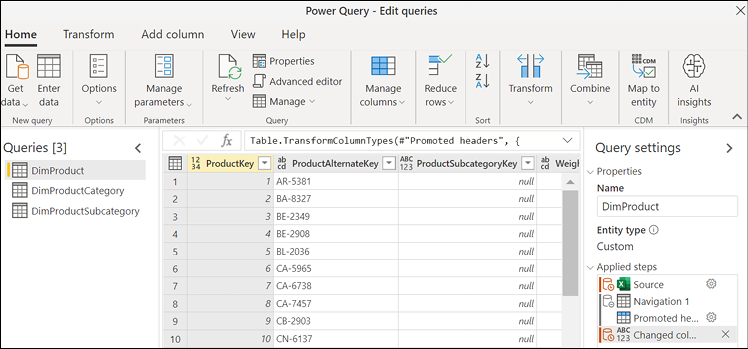 Power Query - Edit queries
Home Transform Add column View Help
Get data
Enter data
New query
Options
Options
Manage parameters
Parameters
Refresh
Properties
Advanced editor
Manage
Query
Manage columns
Reduce rows
Sort
Transform
Combine
CDM
Map to entity
CDM
AI insights
Insights
Queries [3]
DimProduct
DimProductCategory
DimProductSubcategory
fx Table.TransformColumnTypes(#"Promoted headers", {
ProductKey ProductAlternateKey ProductSubcategoryKey Weigh
1 1 AR-5381 null
2 2 BA-8327 null
3 3 BE-2349 null
4 4 BE-2908 null
5 5 BL-2036 null
6 6 CA-5965 null
7 7 CA-6738 null
8 8 CA-7457 null
9 9 CB-2903 null
10 10 CN-6137 null
Query settings
Properties
Name
DimProduct
Entity type
Custom
Applied steps
Source
Navigation 1
Promoted he...
Changed col...